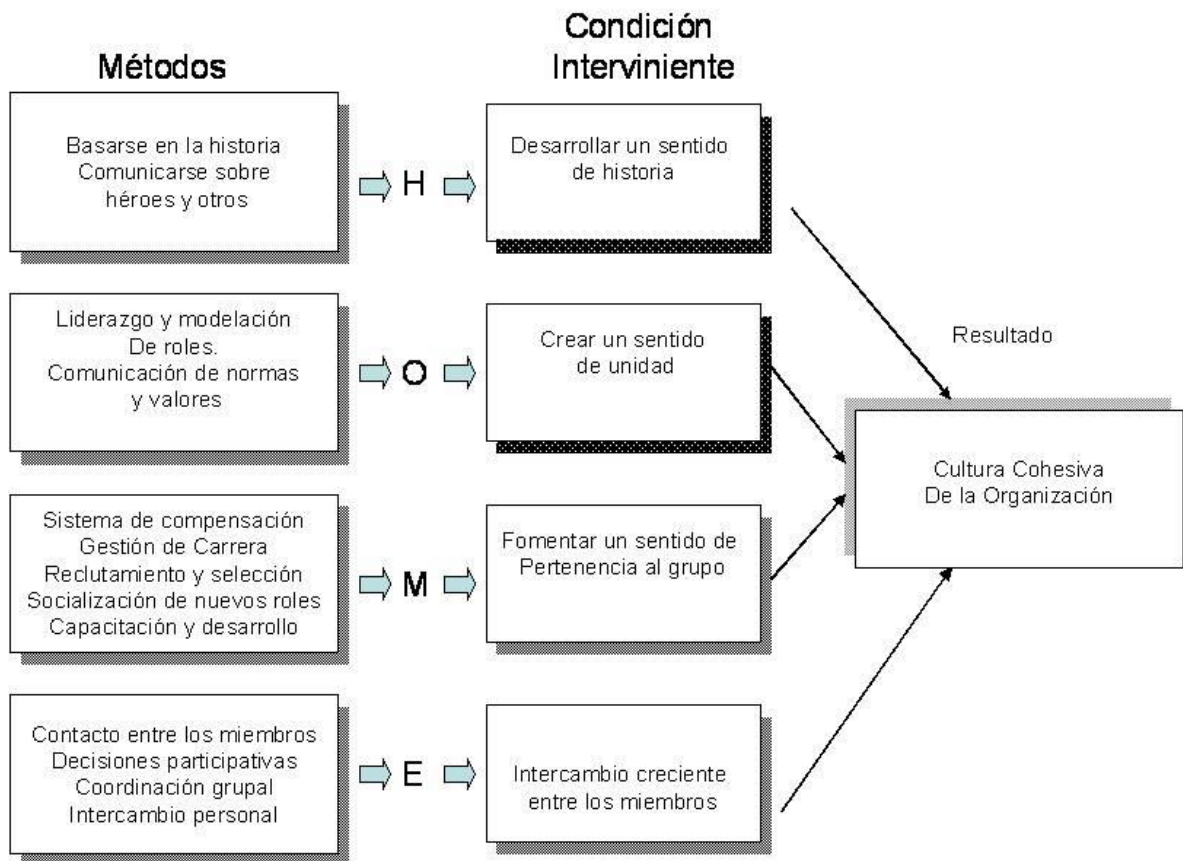 Métodos
Condición
Interviniente
Basarse en la historia
Comunicarse sobre
héroes y otros
H
Desarrollar un sentido
de historia
Liderazgo y modelación
De roles.
Comunicación de normas
y valores
O
Crear un sentido
de unidad
Resultado
Cultura Cohesiva
De la Organización
Sistema de compensación
Gestión de Carrera
Reclutamiento y selección
Socialización de nuevos roles
Capacitación y desarrollo
M
Fomentar un sentido de
Pertenencia al grupo
Contacto entre los miembros
Decisiones participativas
Coordinación grupal
Intercambio personal
E
Intercambio creciente
entre los miembros